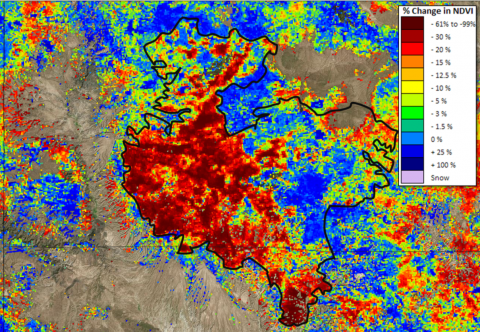 % Change in NDVI
- 61% to -99%
- 30 %
- 20 %
- 15 %
- 12.5 %
- 10 %
- 5 %
- 3 %
- 1.5 %
0 %
+ 25 %
+ 100 %
Snow